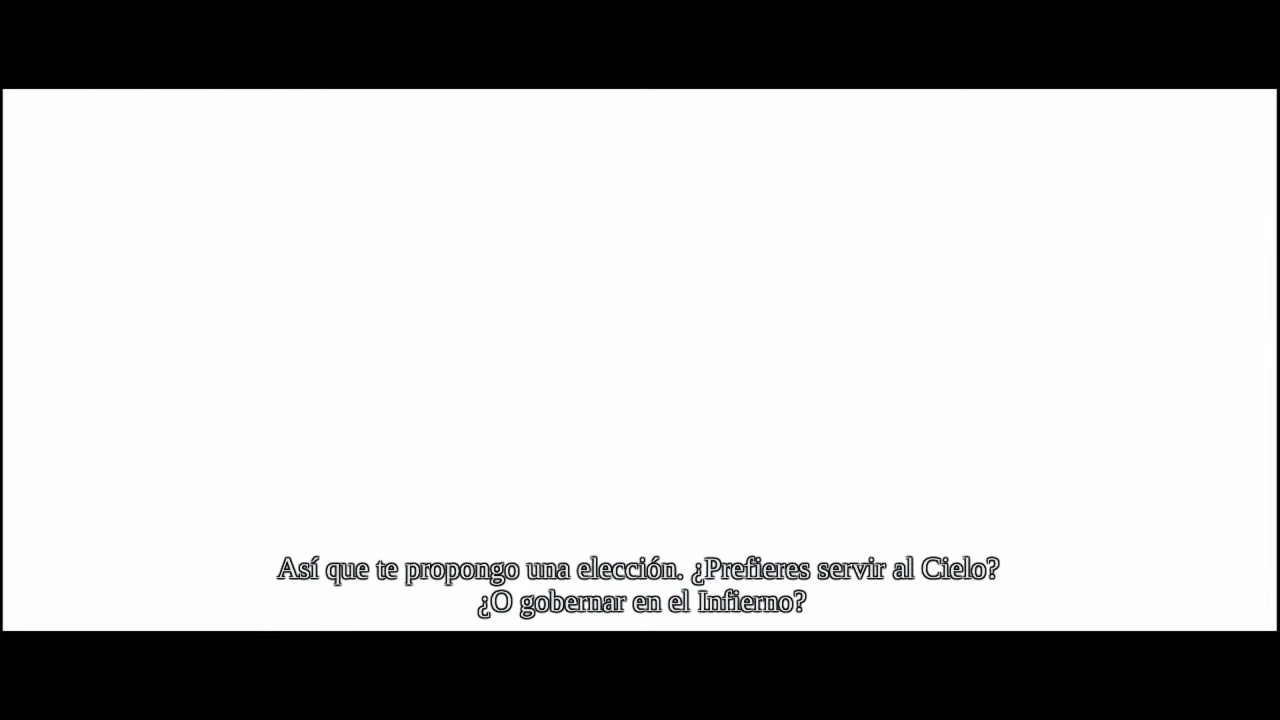 Así que te propongo una elección. ¿Prefieres servir al Cielo?
¿O gobernar en el Infierno?